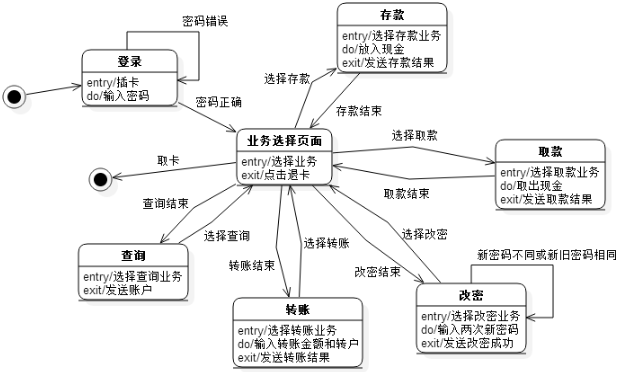 密码错误
存款
entry/选择存款业务
do/放入现金
exit/发送存款结果
登录
entry/插卡
do/输入密码
选择存款
密码正确
存款结束
业务选择页面
entry/选择业务
exit/点击退卡
选择取款
取款
entry/选择取款业务
do/取出现金
exit/发送取款结果
取卡
取款结束
查询结束
选择查询
选择转账
选择改密
查询
entry/选择查询业务
exit/发送账户
转账结束
改密结束
新密码不同或新旧密码相同
转账
entry/选择转账业务
do/输入转账金额和转户
exit/发送转账结果
改密
entry/选择改密业务
do/输入两次新密码
exit/发送改密成功